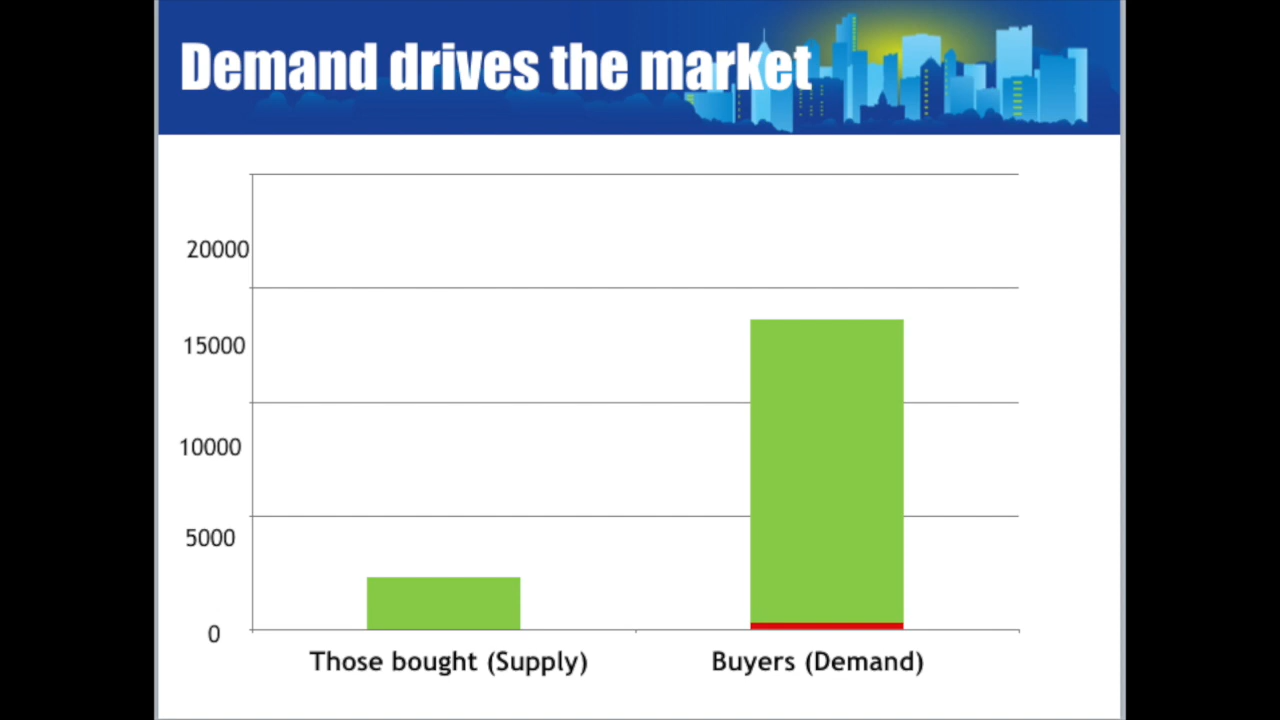 Demand drives the market
20000
15000
10000
5000
0
Those bought (Supply)
Buyers (Demand)